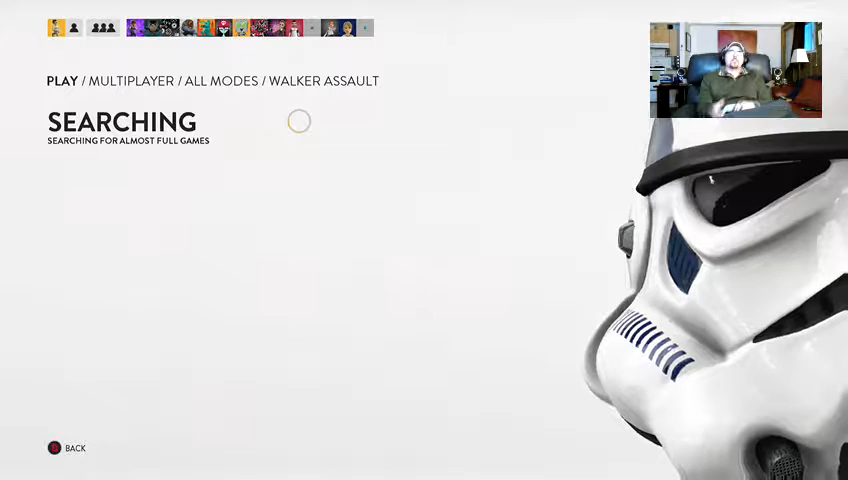 PLAY / MULTIPLAYER / ALL MODES / WALKER ASSAULT
SEARCHING
SEARCHING FOR ALMOST FULL GAMES
B BACK